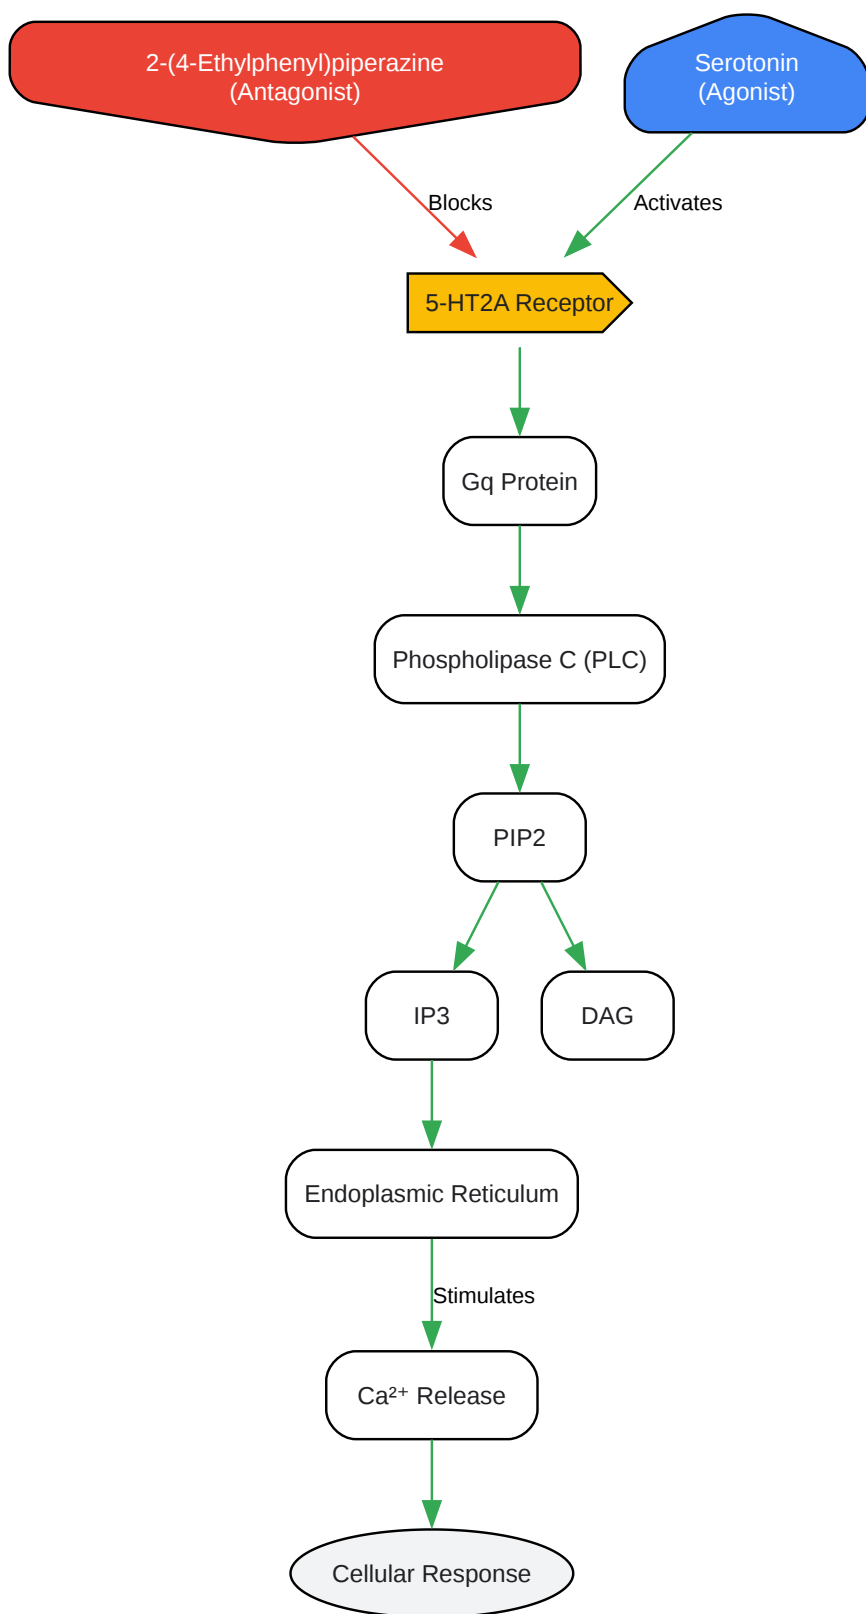 2-(4-Ethylphenyl)piperazine
(Antagonist)
Serotonin
(Agonist)
Blocks
Activates
5-HT2A Receptor
Gq Protein
Phospholipase C (PLC)
PIP2
IP3
DAG
Endoplasmic Reticulum
Stimulates
Ca²⁺ Release
Cellular Response